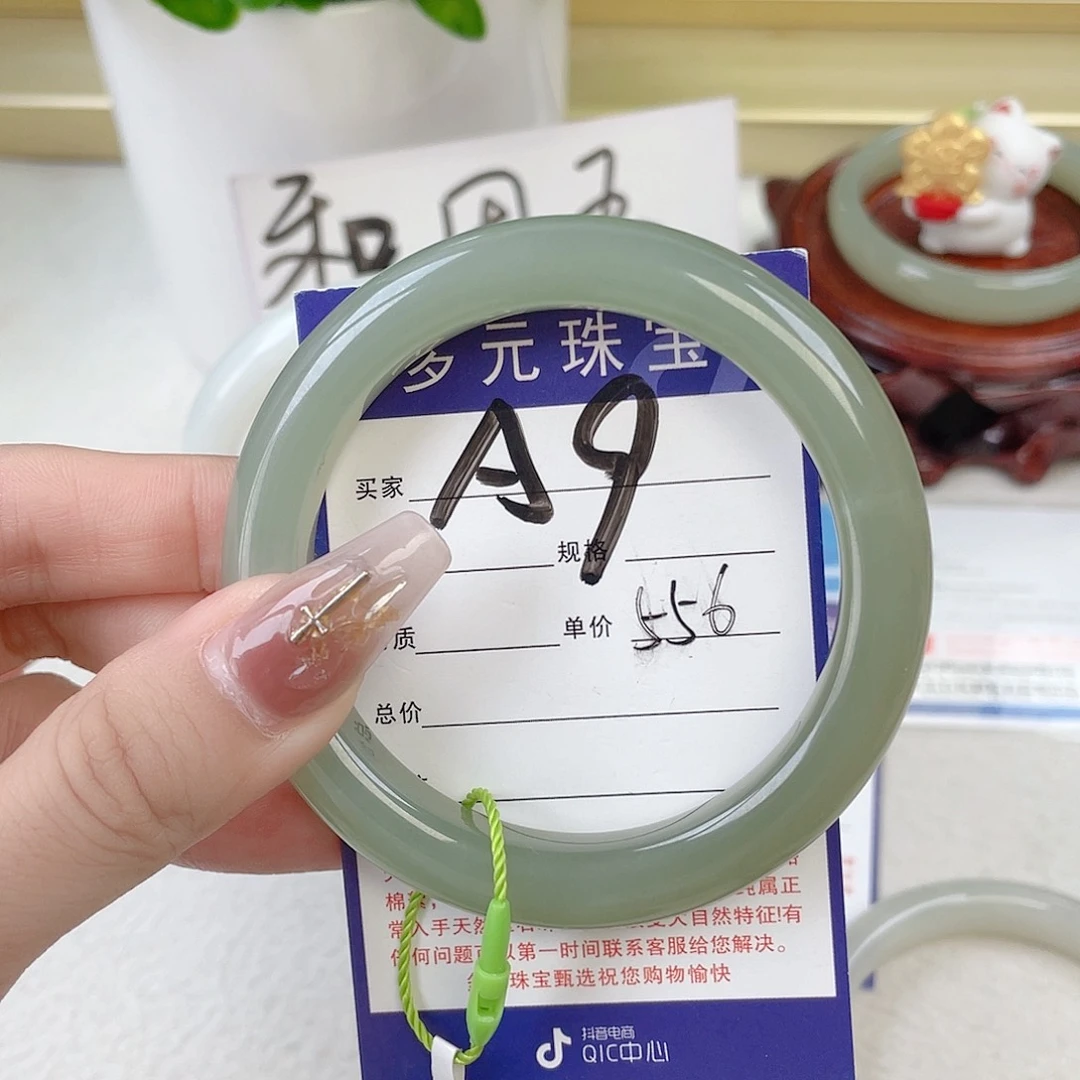 和田玉
多元珠宝
A9
买家
规格
质 单价 556
总价
棉
纯属正
常 入手天然 大自然特征!有
任何问题可以第一时间联系客服给您解决。
珠宝甄选祝您购物愉快
抖音电商
QIC中心